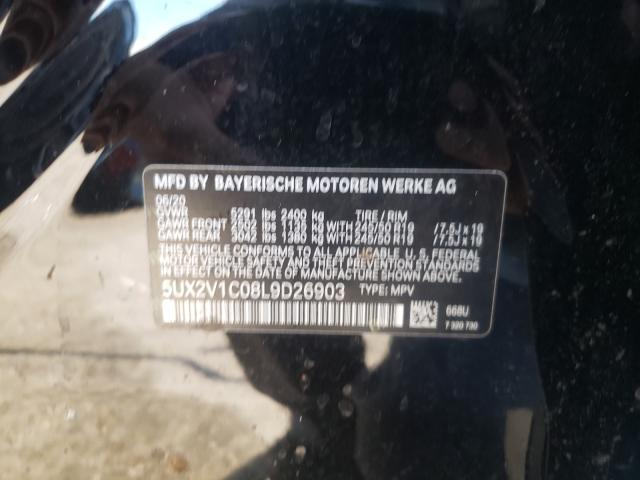 MFD BY BAYERISCHE MOTOREN WERKE AG
06/20
GVWR 5291 lbs 2400 kg TIRE / RIM
GAWR FRONT 2502 lbs 1135 kg WITH 245/50 R19 / 7.5J x 19
GAWR REAR 3042 lbs 1380 kg WITH 245/50 R19 / 7.5J x 19
THIS VEHICLE CONFORMS TO ALL APPLICABLE U.S. FEDERAL
MOTOR VEHICLE SAFETY, BUMPER, AND THEFT PREVENTION
STANDARDS IN EFFECT ON THE DATE OF MANUFACTURE SHOWN ABOVE.
5UX2V1C08L9D26903 TYPE: MPV
668U
7 320 730